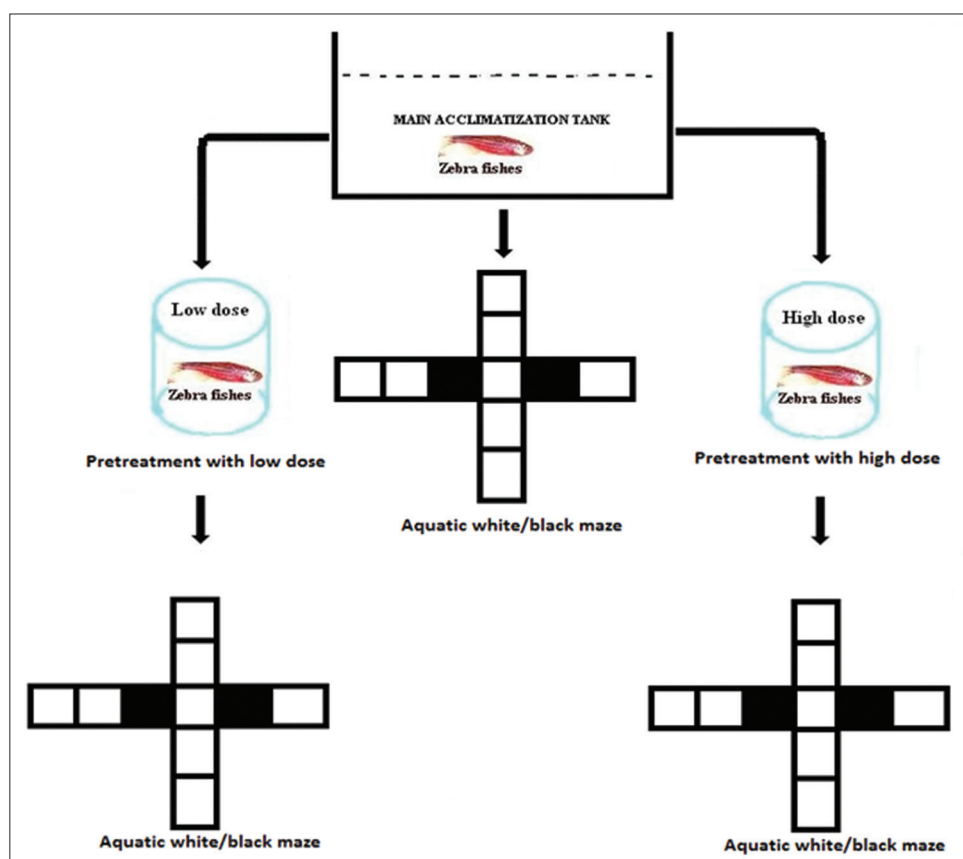 MAIN ACCLIMATIZATION TANK
Zebra fishes
Low dose
Zebra fishes
Pretreatment with low dose
High dose
Zebra fishes
Pretreatment with high dose
Aquatic white/black maze
Aquatic white/black maze
Aquatic white/black maze